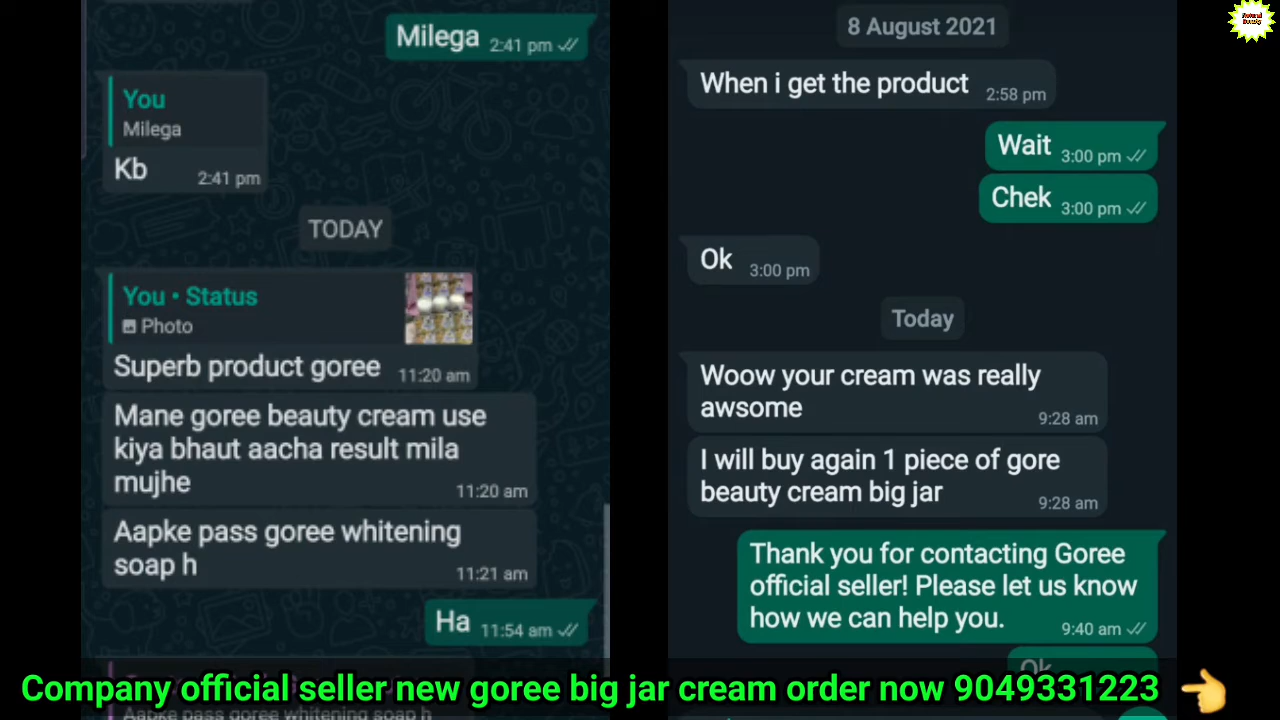 Milega 2:41 pm
You
Milega
Kb 2:41 pm
TODAY
You • Status
Photo
Superb product goree 11:20 am
Mane goree beauty cream use
kiya bhaut aacha result mila
mujhe 11:20 am
Aapke pass goree whitening
soap h 11:21 am
Ha 11:54 am
Aapke pass goree whitening soap h
8 August 2021
When i get the product 2:58 pm
Wait 3:00 pm
Chek 3:00 pm
Ok 3:00 pm
Today
Woow your cream was really
awsome 9:28 am
I will buy again 1 piece of gore
beauty cream big jar 9:28 am
Thank you for contacting Goree
official seller! Please let us know
how we can help you. 9:40 am
Ok
Company official seller new goree big jar cream order now 9049331223